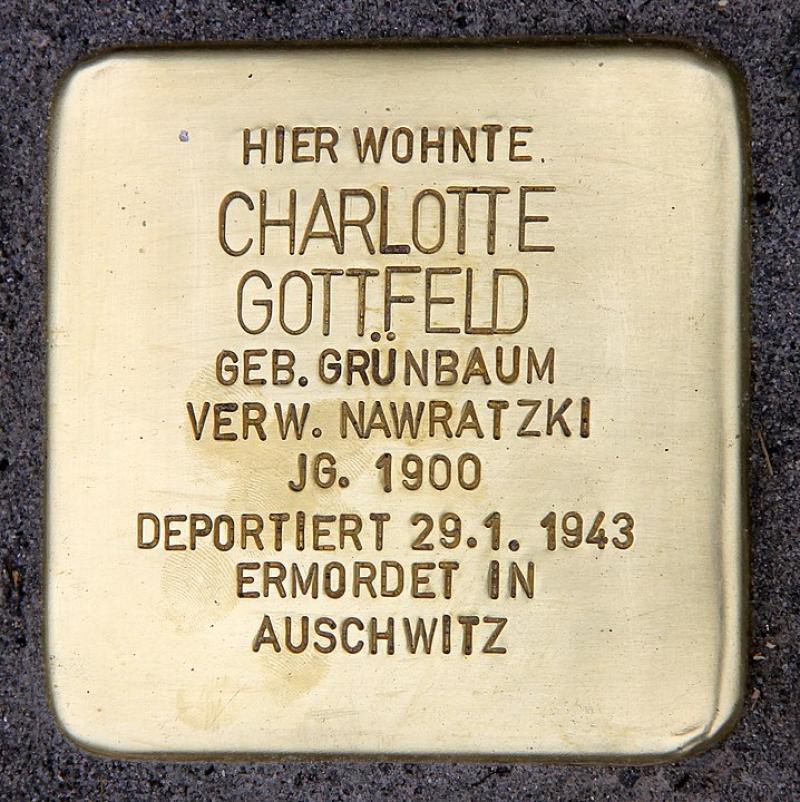 HIER WOHNTE
CHARLOTTE
GOTTFELD
GEB. GRÜNBAUM
VERW. NAWRATZKI
JG. 1900
DEPORTIERT 29.1. 1943
ERMORDET IN
AUSCHWITZ